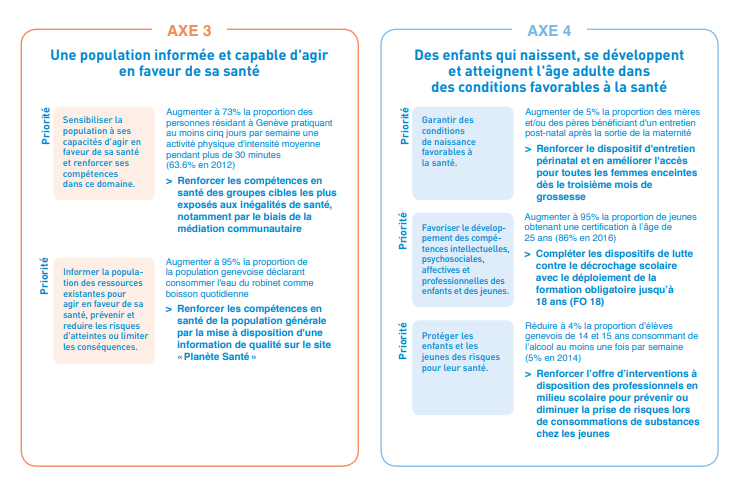 AXE 3
Une population informée et capable d'agir
en faveur de sa santé
Priorité
Sensibiliser la
population à ses
capacités d'agir en
faveur de sa santé
et renforcer ses
compétences
dans ce domaine.
Augmenter à 73% la proportion des
personnes résidant à Genève pratiquant
au moins cinq jours par semaine une
activité physique d'intensité moyenne
pendant plus de 30 minutes
(63.6% en 2012)
> Renforcer les compétences en
santé des groupes cibles les plus
exposés aux inégalités de santé,
notamment par le biais de la
médiation communautaire
Priorité
Informer la popula-
tion des ressources
existantes pour
agir en faveur de sa
santé, prévenir et
réduire les risques
d'atteintes ou limiter
les conséquences.
Augmenter à 95% la proportion de
la population genevoise déclarant
consommer l'eau du robinet comme
boisson quotidienne
> Renforcer les compétences en
santé de la population générale
par la mise à disposition d'une
information de qualité sur le site
« Planète Santé »
AXE 4
Des enfants qui naissent, se développent
et atteignent l'âge adulte dans
des conditions favorables à la santé
Priorité
Garantir des
conditions
de naissance
favorables à
la santé.
Augmenter de 5% la proportion des mères
et/ou des pères bénéficiant d'un entretien
post-natal après la sortie de la maternité
> Renforcer le dispositif d'entretien
périnatal et en améliorer l'accès
pour toutes les femmes enceintes
dès le troisième mois de
grossesse
Priorité
Favoriser le dévelop-
pement des compé-
tences intellectuelles,
psychosociales,
affectives et
professionnelles des
enfants et des jeunes.
Augmenter à 95% la proportion de jeunes
obtenant une certification à l'âge de
25 ans (86% en 2016)
> Compléter les dispositifs de lutte
contre le décrochage scolaire
avec le déploiement de la
formation obligatoire jusqu'à
18 ans (FO 18)
Priorité
Protéger les
enfants et les
jeunes des risques
pour leur santé.
Réduire à 4% la proportion d'élèves
genevois de 14 et 15 ans consommant de
l'alcool au moins une fois par semaine
(5% en 2014)
> Renforcer l'offre d'interventions à
disposition des professionnels en
milieu scolaire pour prévenir ou
diminuer la prise de risques lors
de consommations de substances
chez les jeunes